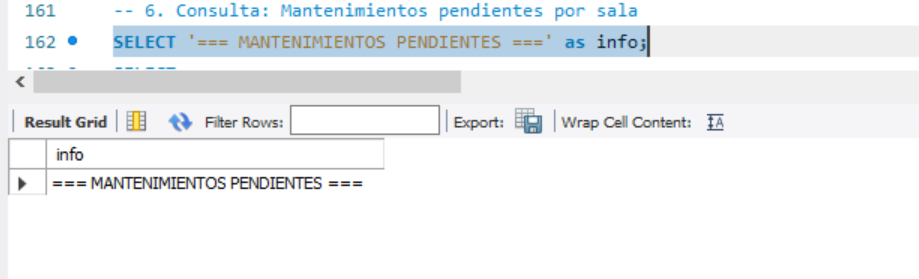 161 -- 6. Consulta: Mantenimientos pendientes por sala
162 SELECT '=== MANTENIMIENTOS PENDIENTES ===' as info;
Result Grid Filter Rows: Export: Wrap Cell Content:
info
=== MANTENIMIENTOS PENDIENTES ===